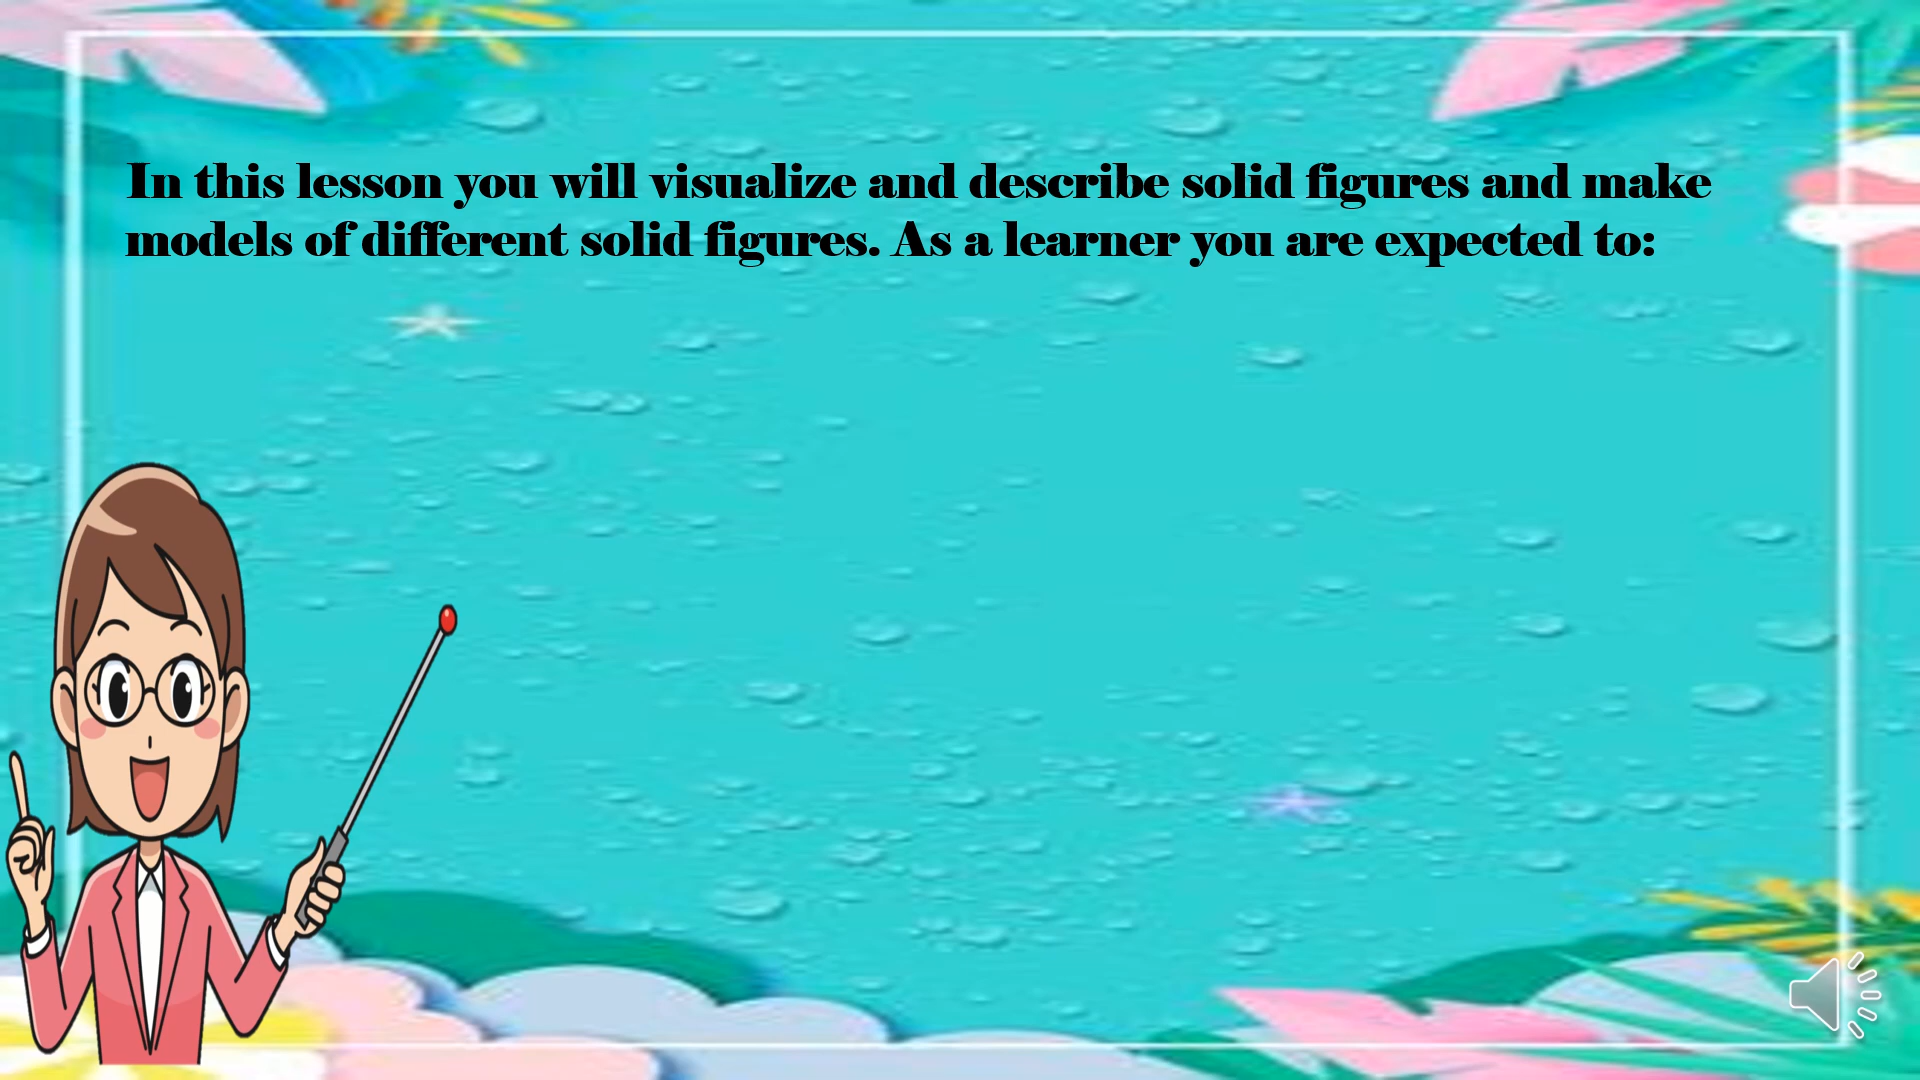 In this lesson you will visualize and describe solid figures and make
models of different solid figures. As a learner you are expected to: